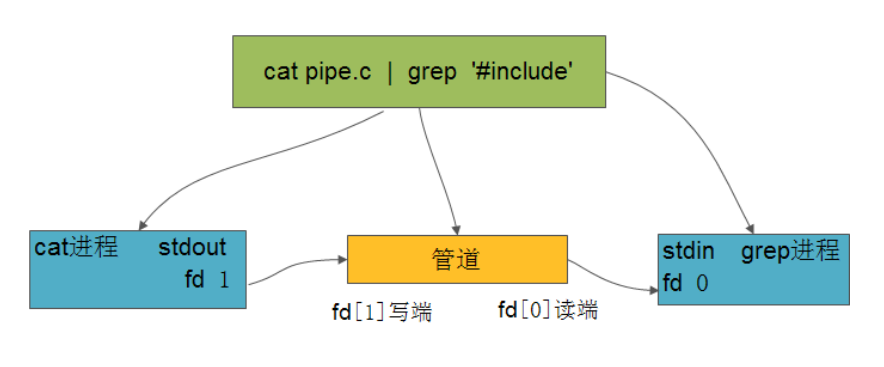 cat pipe.c | grep '#include'
cat进程 stdout
fd 1
管道
stdin grep进程
fd 0
fd[1]写端
fd[0]读端